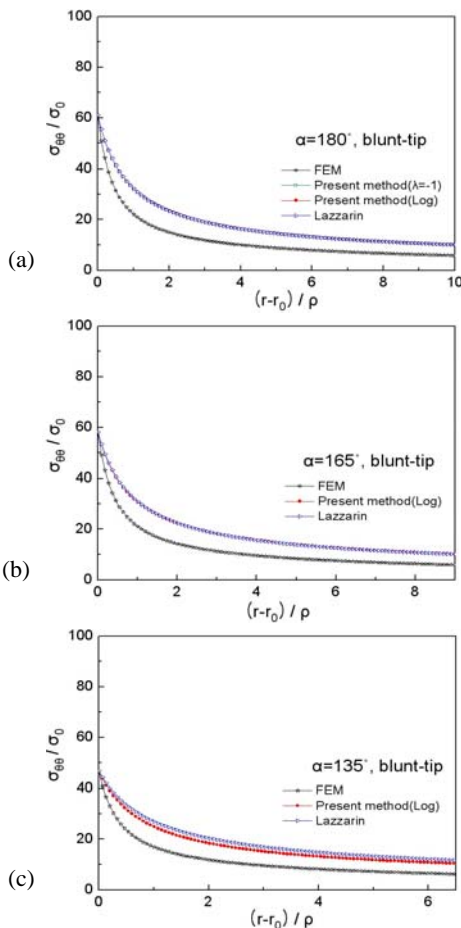 100
80
60
40
20
0
σθθ / σ0
α=180°, blunt-tip
FEM
Present method(λ=-1)
Present method(Log)
Lazzarin
0 2 4 6 8 10
(r-r0) / ρ
(a)
100
80
60
40
20
0
σθθ / σ0
α=165°, blunt-tip
FEM
Present method(Log)
Lazzarin
0 2 4 6 8
(r-r0) / ρ
(b)
100
80
60
40
20
0
σθθ / σ0
α=135°, blunt-tip
FEM
Present method(Log)
Lazzarin
0 2 4 6
(r-r0) / ρ
(c)